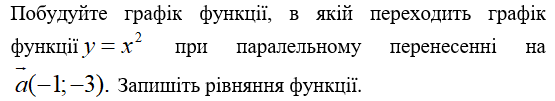 Побудуйте графік функції, в якій переходить графік
функції y = x² при паралельному перенесенні на
a⃗(−1;−3). Запишіть рівняння функції.